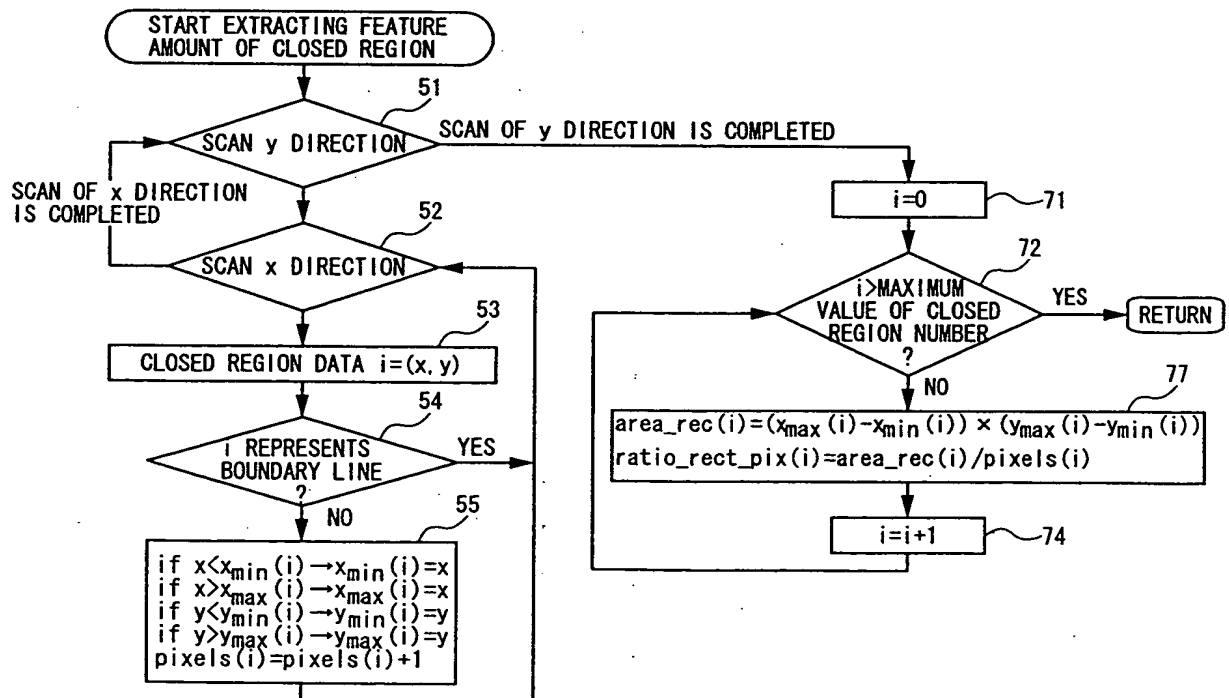 START EXTRACTING FEATURE
AMOUNT OF CLOSED REGION
51
SCAN y DIRECTION
SCAN OF y DIRECTION IS COMPLETED
SCAN OF x DIRECTION
IS COMPLETED
52
SCAN x DIRECTION
53
CLOSED REGION DATA i=(x, y)
54
i REPRESENTS
BOUNDARY LINE
?
YES
NO
55
if x<xmin(i)→xmin(i)=x
if x>xmax(i)→xmax(i)=x
if y<ymin(i)→ymin(i)=y
if y>ymax(i)→ymax(i)=y
pixels(i)=pixels(i)+1
i=0
71
72
i>MAXIMUM
VALUE OF CLOSED
REGION NUMBER
?
YES
RETURN
NO
77
area_rec(i)=(xmax(i)-xmin(i))×(ymax(i)-ymin(i))
ratio_rect_pix(i)=area_rec(i)/pixels(i)
i=i+1
74